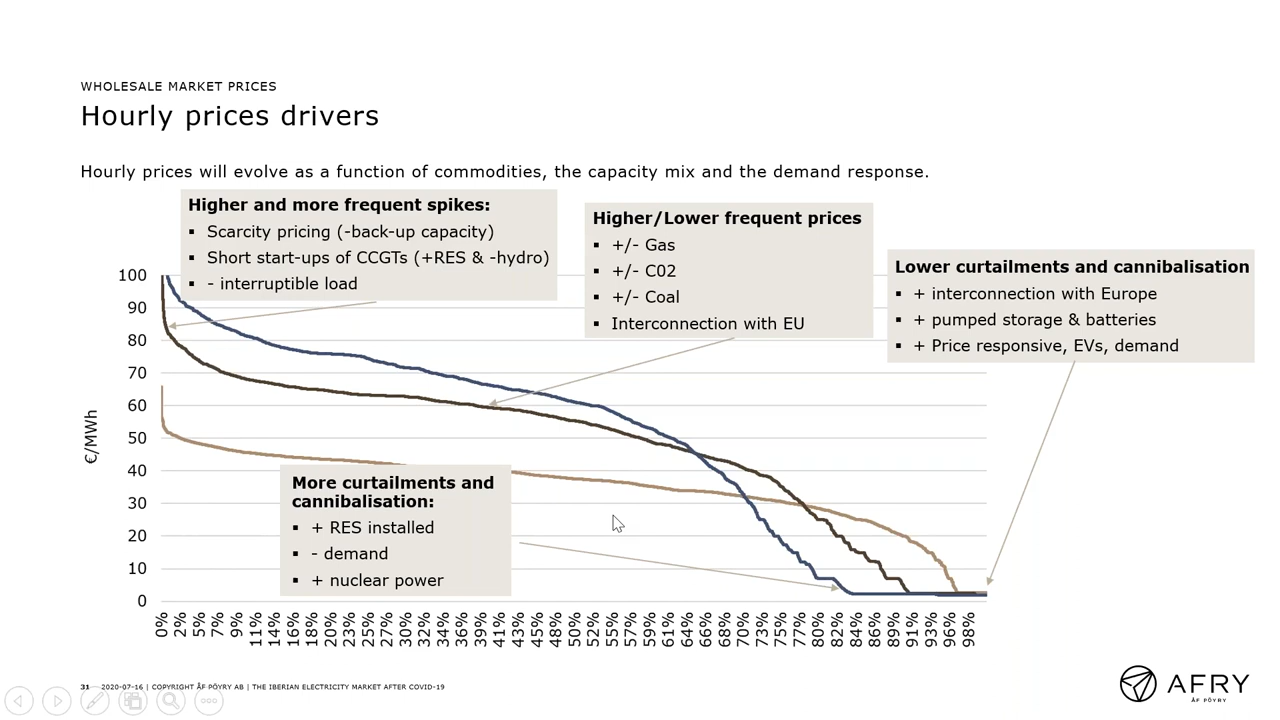 WHOLESALE MARKET PRICES
Hourly prices drivers
Hourly prices will evolve as a function of commodities, the capacity mix and the demand response.
Higher and more frequent spikes:
▪ Scarcity pricing (-back-up capacity)
▪ Short start-ups of CCGTs (+RES & -hydro)
▪ - interruptible load
Higher/Lower frequent prices
▪ +/- Gas
▪ +/- C02
▪ +/- Coal
▪ Interconnection with EU
Lower curtailments and cannibalisation
▪ + interconnection with Europe
▪ + pumped storage & batteries
▪ + Price responsive, EVs, demand
More curtailments and
cannibalisation:
▪ + RES installed
▪ - demand
▪ + nuclear power
€/MWh
100
90
80
70
60
50
40
30
20
10
0
0%
2%
5%
7%
9%
11%
14%
16%
18%
20%
23%
25%
27%
30%
32%
34%
36%
39%
41%
43%
45%
48%
50%
52%
55%
57%
59%
61%
64%
66%
68%
70%
73%
75%
77%
80%
82%
84%
86%
89%
91%
93%
96%
98%
31 2020-07-16 | COPYRIGHT ÅF PÖYRY AB | THE IBERIAN ELECTRICITY MARKET AFTER COVID-19
AFRY
ÅF PÖYRY